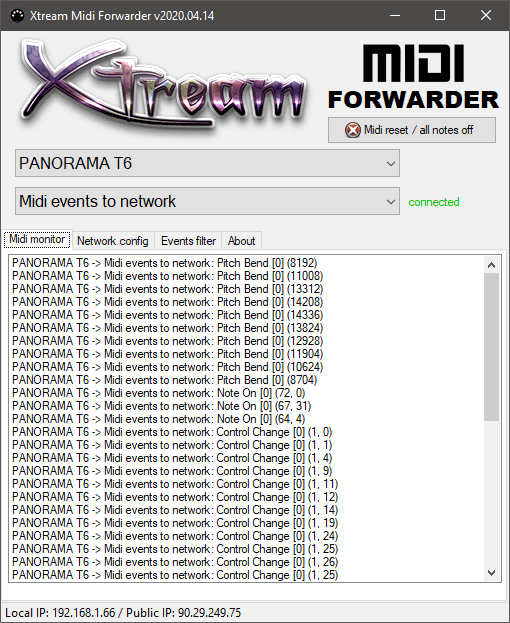 Xtream Midi Forwarder v2020.04.14
Xtream
MIDI
FORWARDER
Midi reset / all notes off
PANORAMA T6
Midi events to network
connected
Midi monitor Network config Events filter About
PANORAMA T6 -> Midi events to network: Pitch Bend [0] (8192)
PANORAMA T6 -> Midi events to network: Pitch Bend [0] (11008)
PANORAMA T6 -> Midi events to network: Pitch Bend [0] (13312)
PANORAMA T6 -> Midi events to network: Pitch Bend [0] (14208)
PANORAMA T6 -> Midi events to network: Pitch Bend [0] (14336)
PANORAMA T6 -> Midi events to network: Pitch Bend [0] (13824)
PANORAMA T6 -> Midi events to network: Pitch Bend [0] (12928)
PANORAMA T6 -> Midi events to network: Pitch Bend [0] (11904)
PANORAMA T6 -> Midi events to network: Pitch Bend [0] (10624)
PANORAMA T6 -> Midi events to network: Pitch Bend [0] (8704)
PANORAMA T6 -> Midi events to network: Note On [0] (72, 0)
PANORAMA T6 -> Midi events to network: Note On [0] (67, 31)
PANORAMA T6 -> Midi events to network: Note On [0] (64, 4)
PANORAMA T6 -> Midi events to network: Control Change [0] (1, 0)
PANORAMA T6 -> Midi events to network: Control Change [0] (1, 1)
PANORAMA T6 -> Midi events to network: Control Change [0] (1, 4)
PANORAMA T6 -> Midi events to network: Control Change [0] (1, 9)
PANORAMA T6 -> Midi events to network: Control Change [0] (1, 11)
PANORAMA T6 -> Midi events to network: Control Change [0] (1, 12)
PANORAMA T6 -> Midi events to network: Control Change [0] (1, 14)
PANORAMA T6 -> Midi events to network: Control Change [0] (1, 19)
PANORAMA T6 -> Midi events to network: Control Change [0] (1, 24)
PANORAMA T6 -> Midi events to network: Control Change [0] (1, 25)
PANORAMA T6 -> Midi events to network: Control Change [0] (1, 26)
PANORAMA T6 -> Midi events to network: Control Change [0] (1, 25)
Local IP: 192.168.1.66 / Public IP: 90.29.249.75